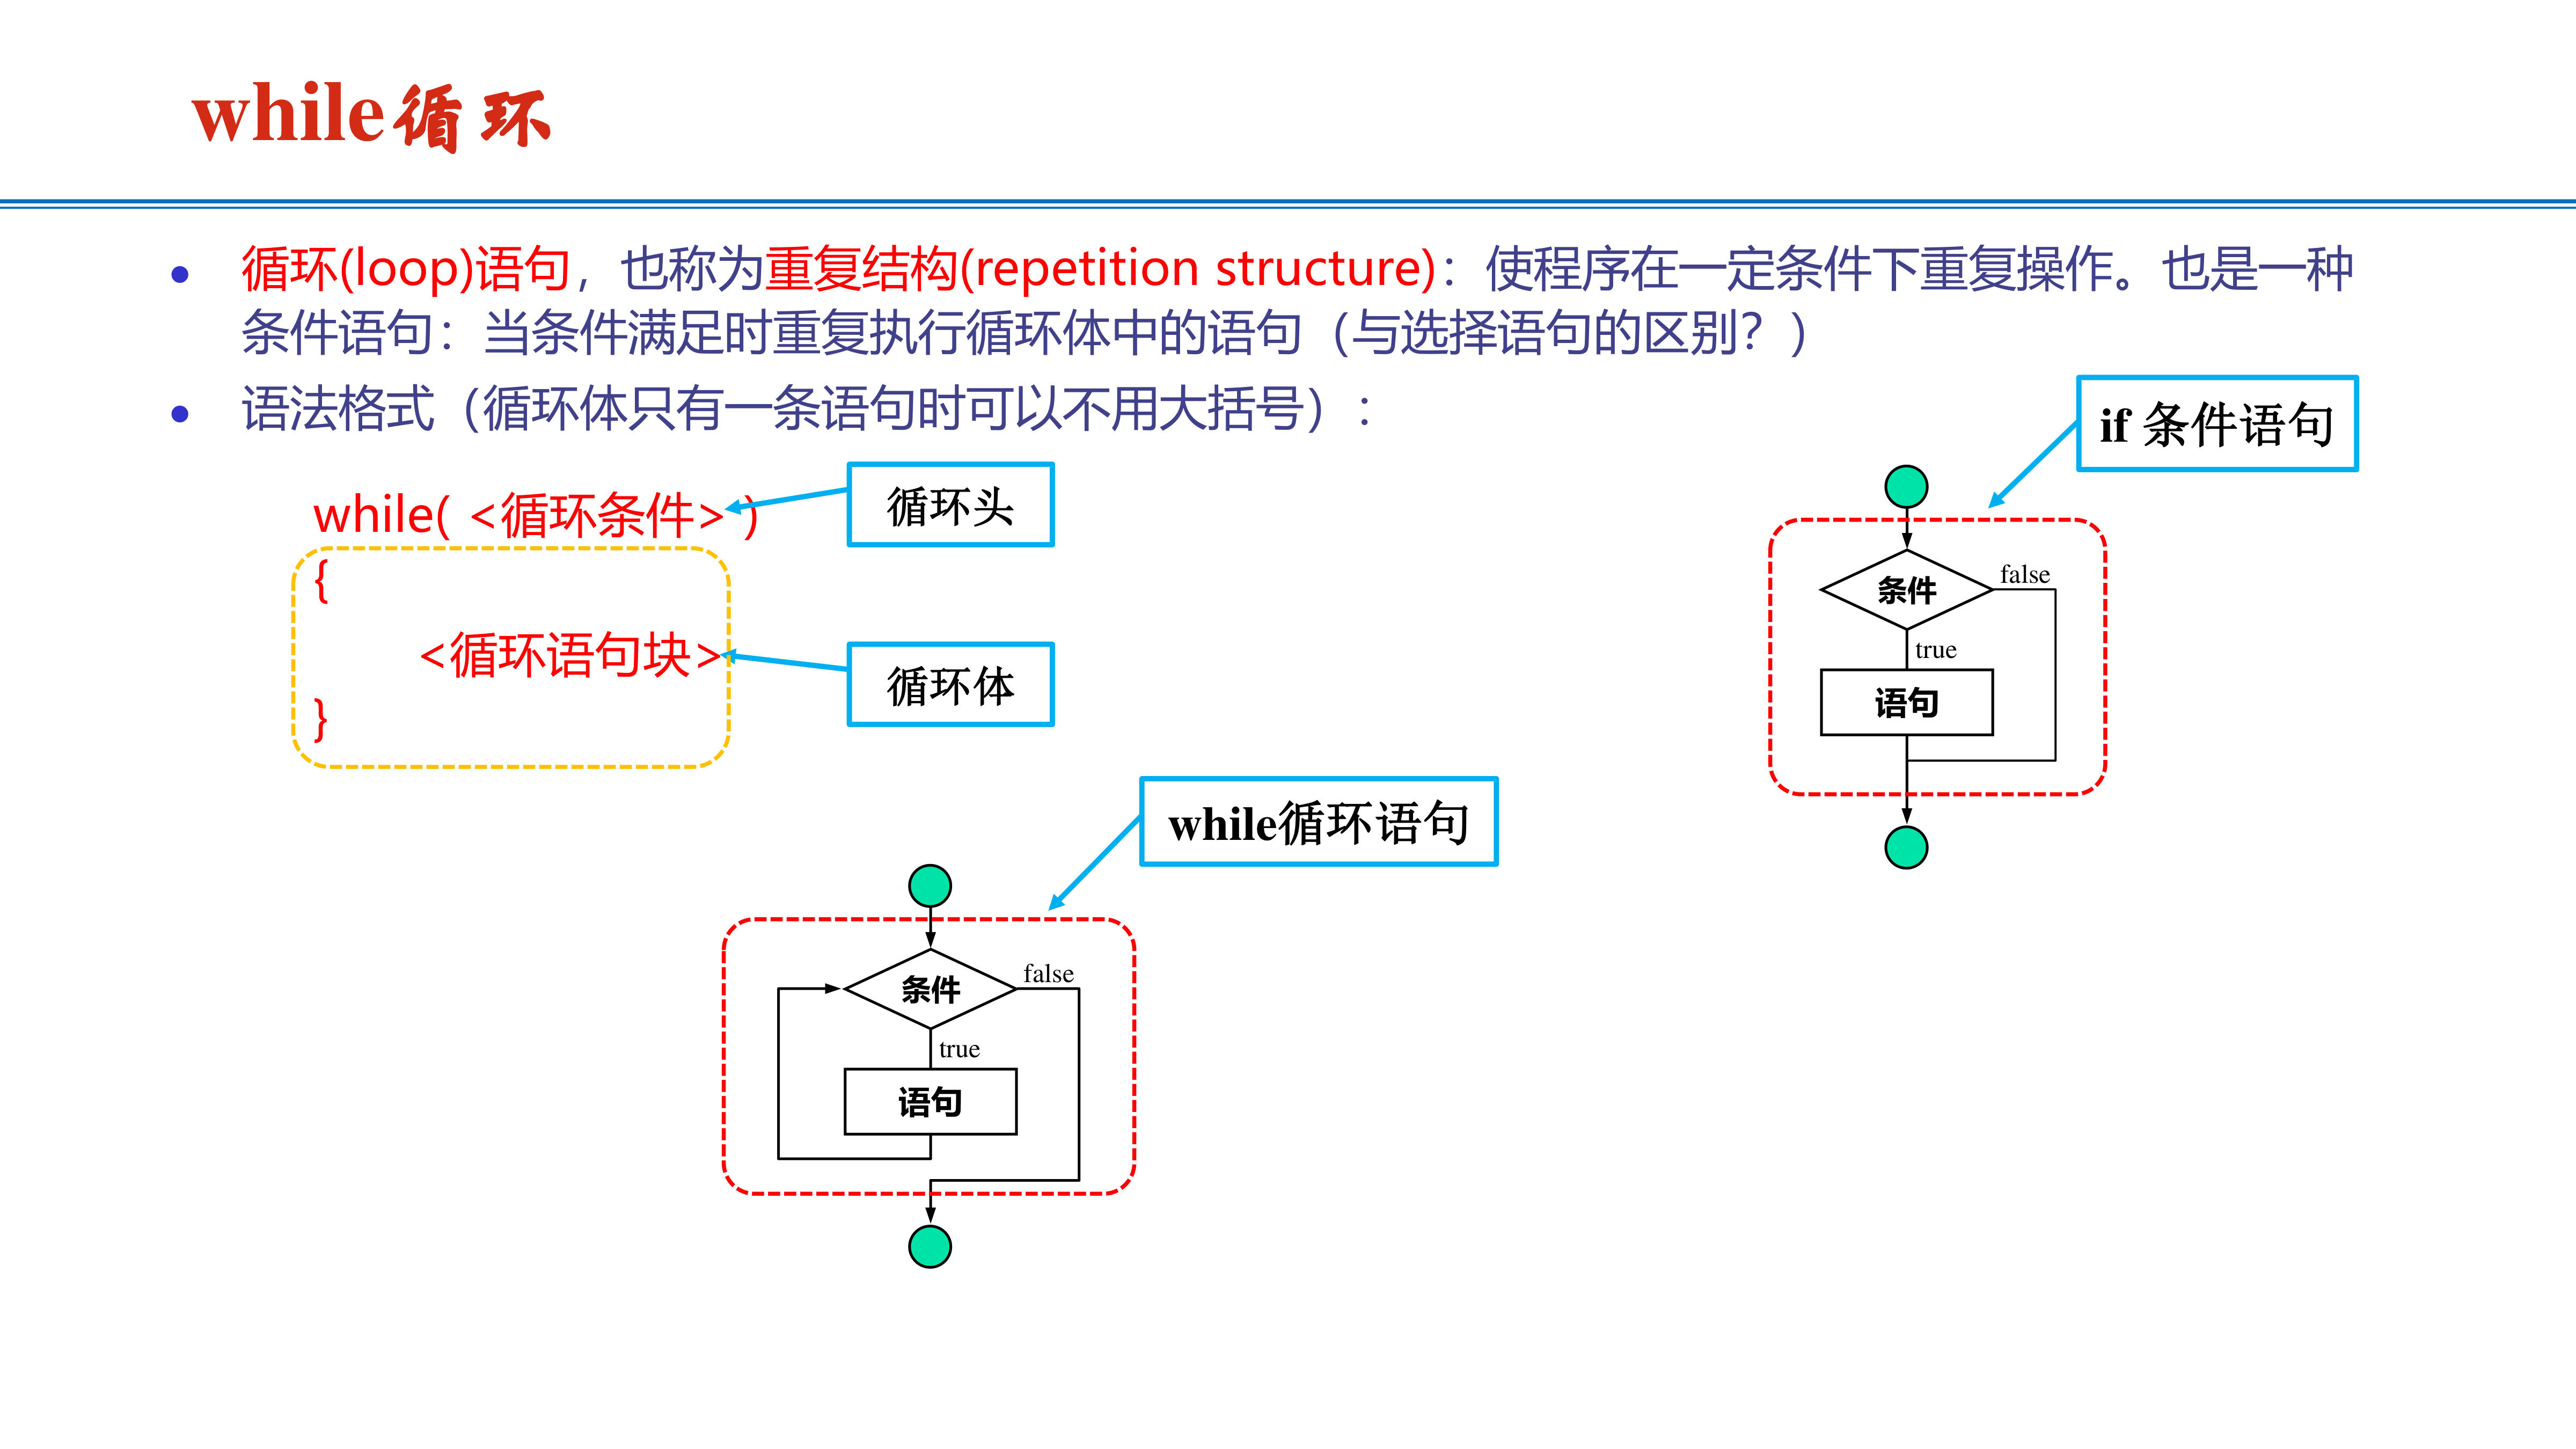 while循环
循环(loop)语句，也称为重复结构(repetition structure)：使程序在一定条件下重复操作。也是一种
条件语句：当条件满足时重复执行循环体中的语句（与选择语句的区别？）
语法格式（循环体只有一条语句时可以不用大括号）：
if 条件语句
while( <循环条件> )
循环头
{
<循环语句块>
循环体
}
条件
false
true
语句
while循环语句
条件
false
true
语句